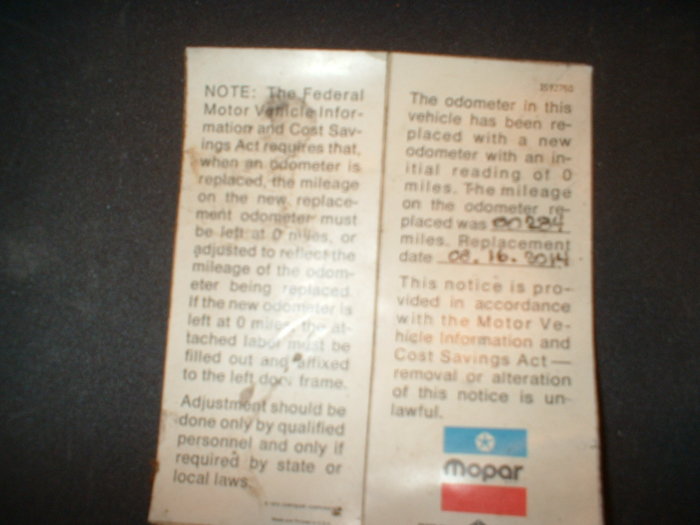 NOTE: The Federal
Motor Vehicle Infor-
mation and Cost Sav-
ings Act requires that,
when an odometer is
replaced, the mileage
on the new replace-
ment odometer must
be left at 0 miles, or
adjusted to reflect the
mileage of the odom-
eter being replaced.
If the new odometer is
left at 0 miles, the at-
tached label must be
filled out and affixed
to the left door frame.
Adjustment should be
done only by qualified
personnel and only if
required by state or
local laws.
The odometer in this
vehicle has been re-
placed with a new
odometer with an in-
itial reading of 0
miles. The mileage
on the odometer re-
placed was 80284
miles. Replacement
date 08.16.2014
This notice is pro-
vided in accordance
with the Motor Ve-
hicle Information and
Cost Savings Act—
removal or alteration
of this notice is un-
lawful.
mopar